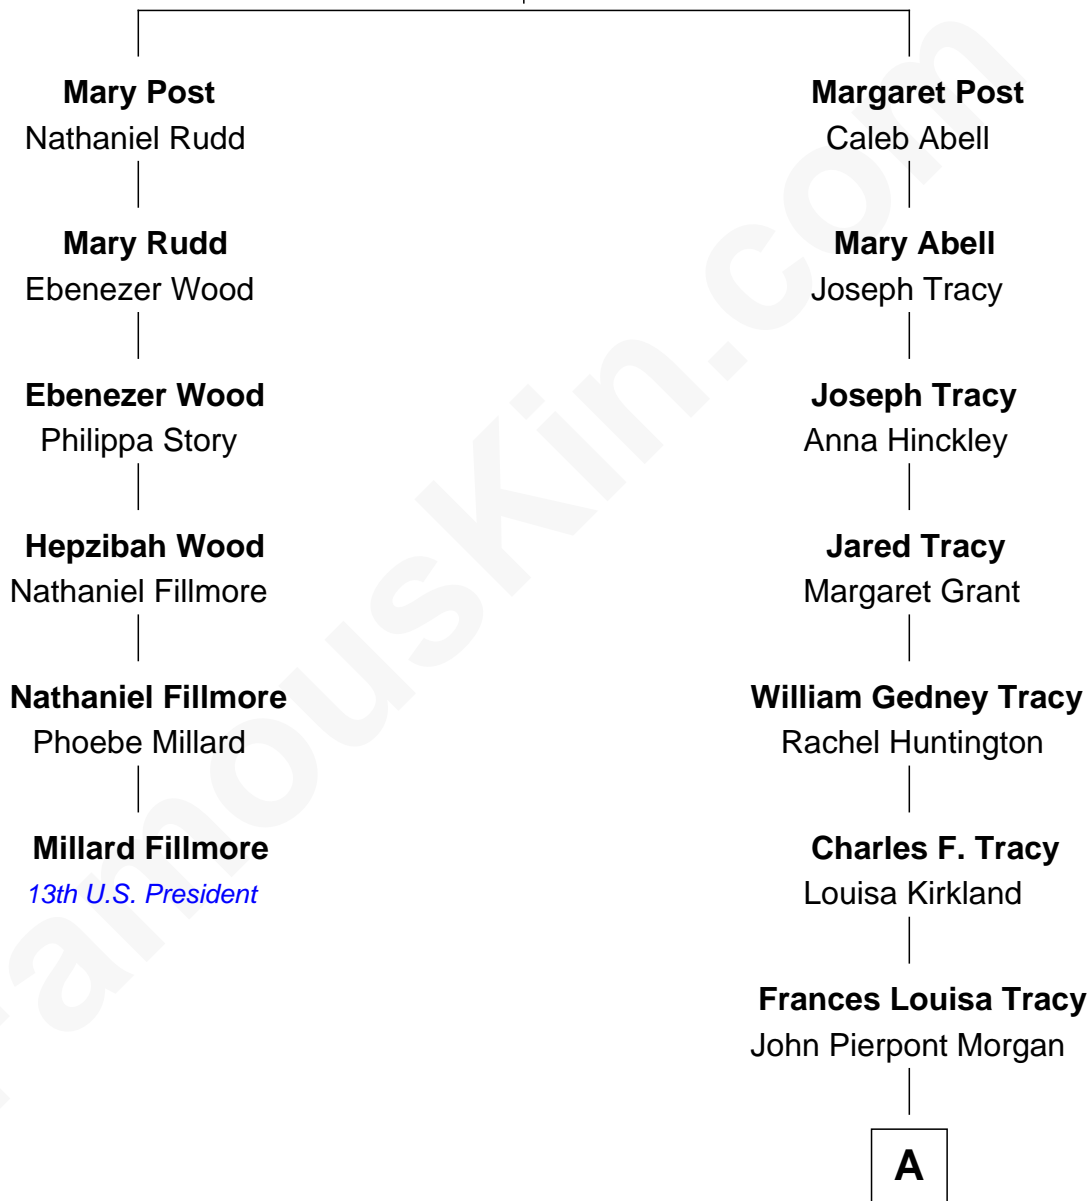 Mary Post
Nathaniel Rudd
Mary Rudd
Ebenezer Wood
Ebenezer Wood
Philippa Story
Hepzibah Wood
Nathaniel Fillmore
Nathaniel Fillmore
Phoebe Millard
Millard Fillmore
13th U.S. President
Margaret Post
Caleb Abell
Mary Abell
Joseph Tracy
Joseph Tracy
Anna Hinckley
Jared Tracy
Margaret Grant
William Gedney Tracy
Rachel Huntington
Charles F. Tracy
Louisa Kirkland
Frances Louisa Tracy
John Pierpont Morgan
A
FamousKin.com